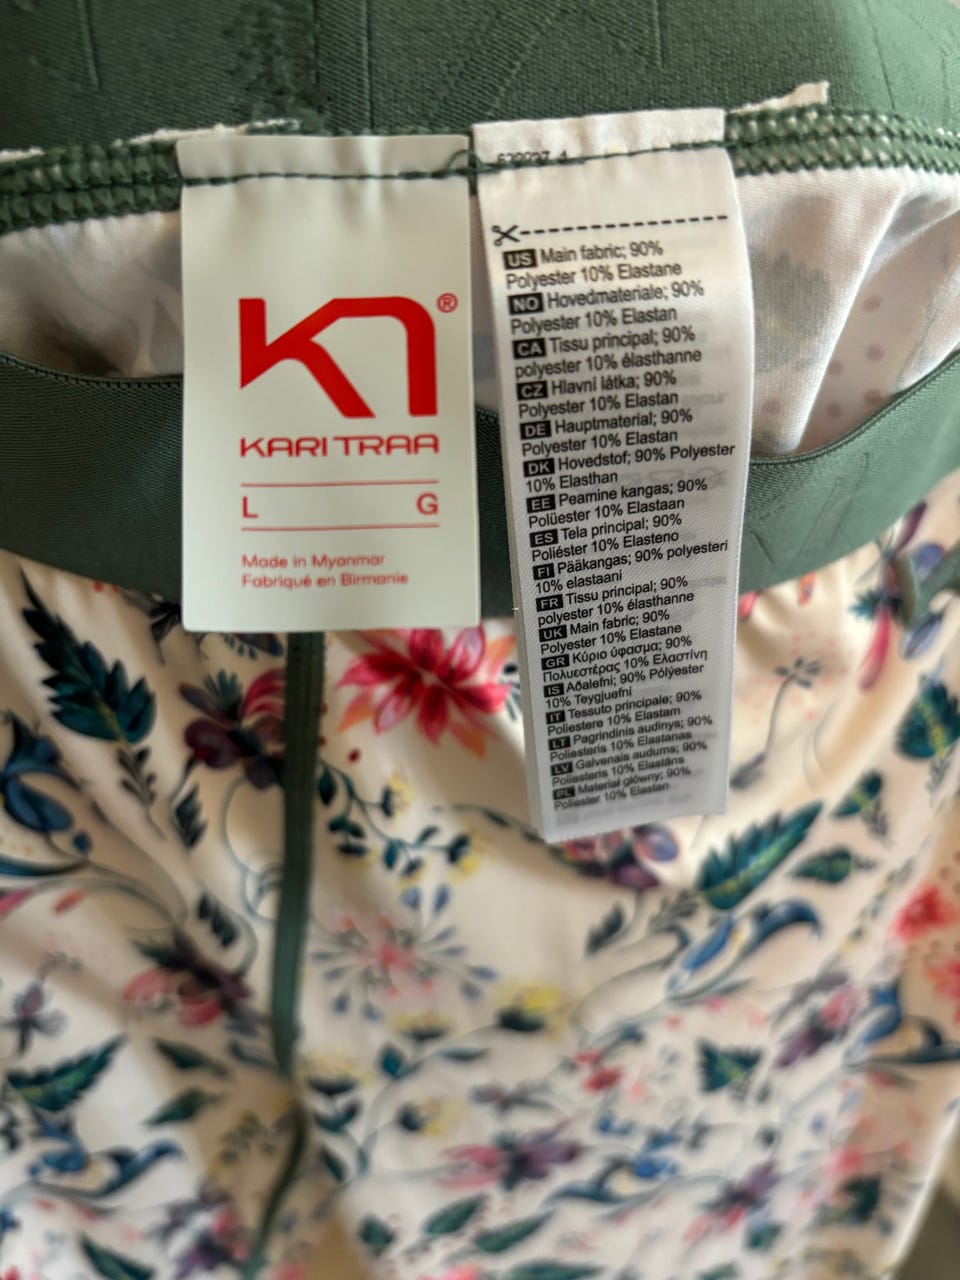 KARI TRAA
L G
Made in Myanmar
Fabriqué en Birmanie
US Main fabric; 90%
Polyester 10% Elastane
NO Hovedmateriale; 90%
Polyester 10% Elastan
CA Tissu principal; 90%
polyester 10% élasthanne
CZ Hlavní látka; 90%
Polyester 10% Elastan
DE Hauptmaterial; 90%
Polyester 10% Elastan
DK Hovedstof; 90% Polyester
10% Elasthan
EE Peamine kangas; 90%
Polüester 10% Elastaan
ES Tela principal; 90%
Poliéster 10% Elasteno
FI Pääkangas; 90% polyesteri
10% elastaani
FR Tissu principal; 90%
polyester 10% élasthanne
UK Main fabric; 90%
Polyester 10% Elastane
GR Κύριο ύφασμα; 90%
Πολυεστέρας 10% Ελαστίνη
IS Aðalefni; 90% Pólýester
10% Teygjuefni
IT Tessuto principale; 90%
Poliestere 10% Elastam
LT Pagrindinis audinys; 90%
Poliesteris 10% Elastanas
LV Galvenais audums; 90%
Poliesteris 10% Elastāns
PL Materiał główny; 90%
Poliester 10% Elastan